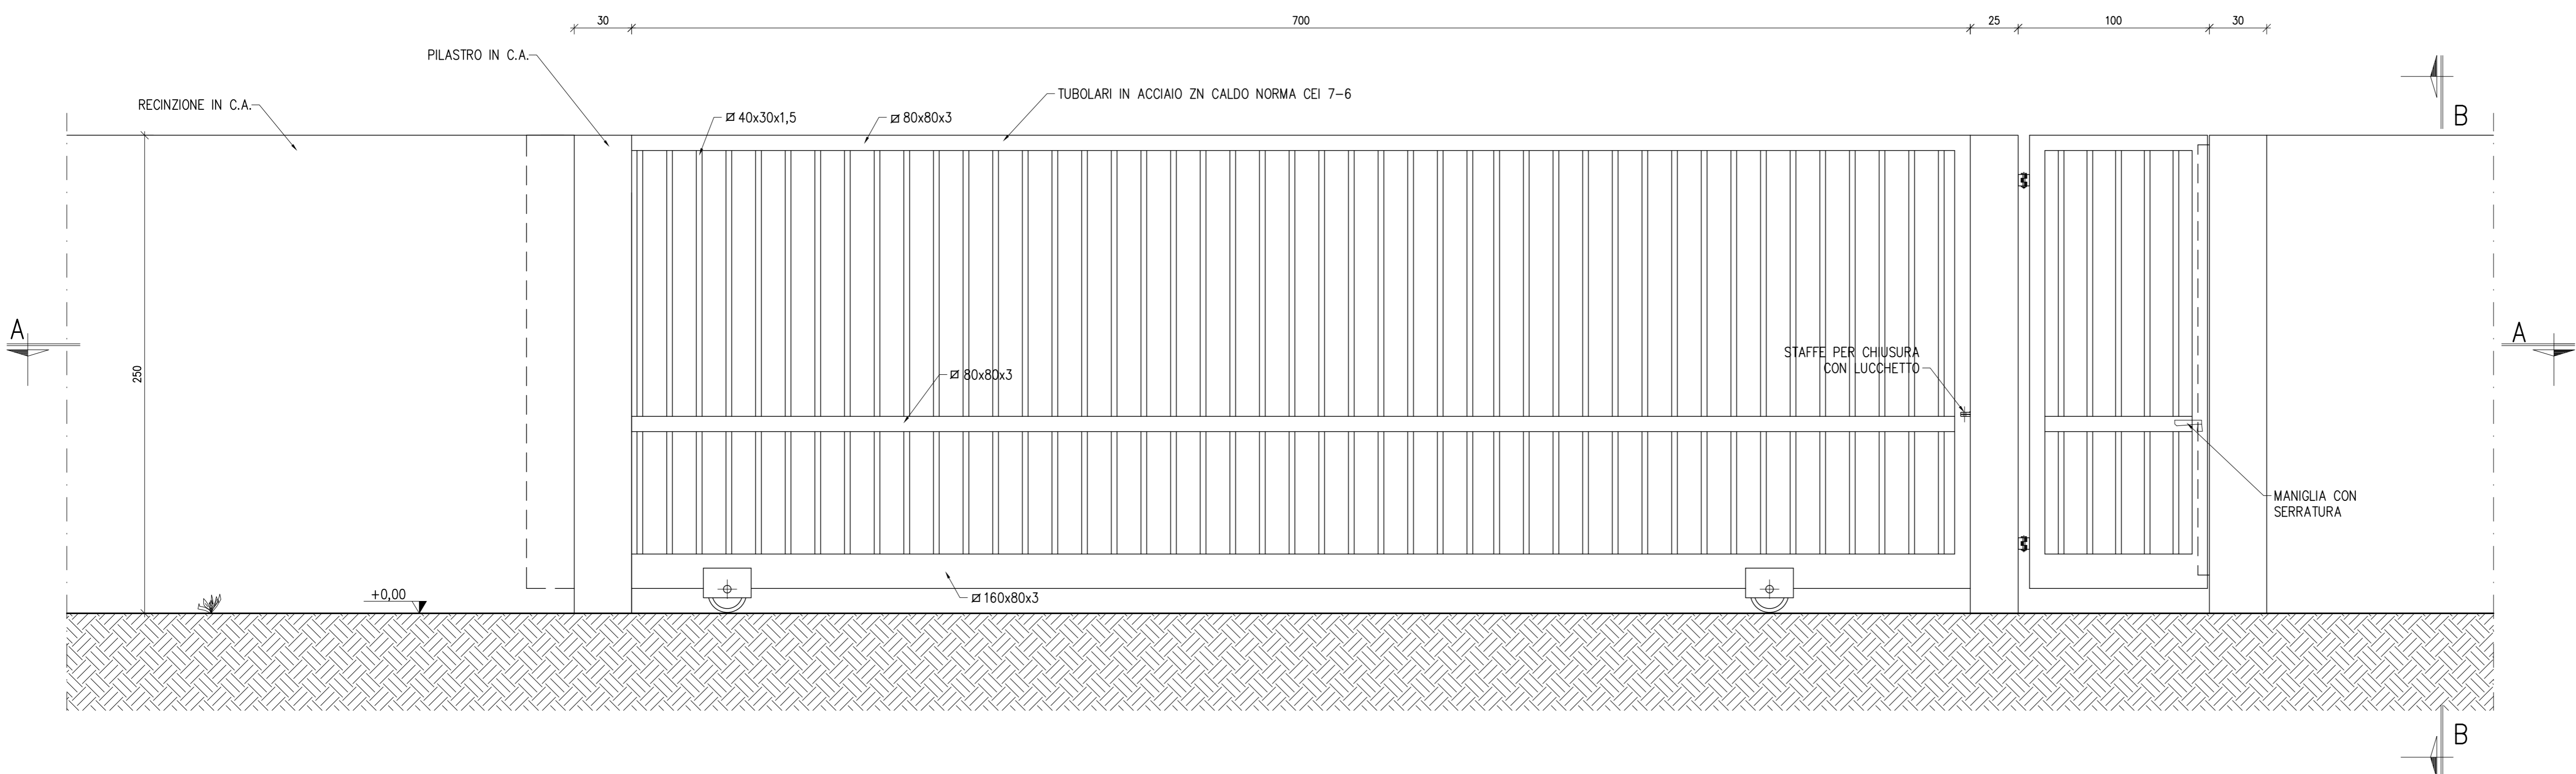 30
700
25
100
30
PILASTRO IN C.A.
RECINZIONE IN C.A.
TUBOLARI IN ACCIAIO ZN CALDO NORMA CEI 7-6
40x30x1,5
80x80x3
B
A
A
250
STAFFE PER CHIUSURA
CON LUCCHETTO
80x80x3
MANIGLIA CON
SERRATURA
+0,00
160x80x3
B